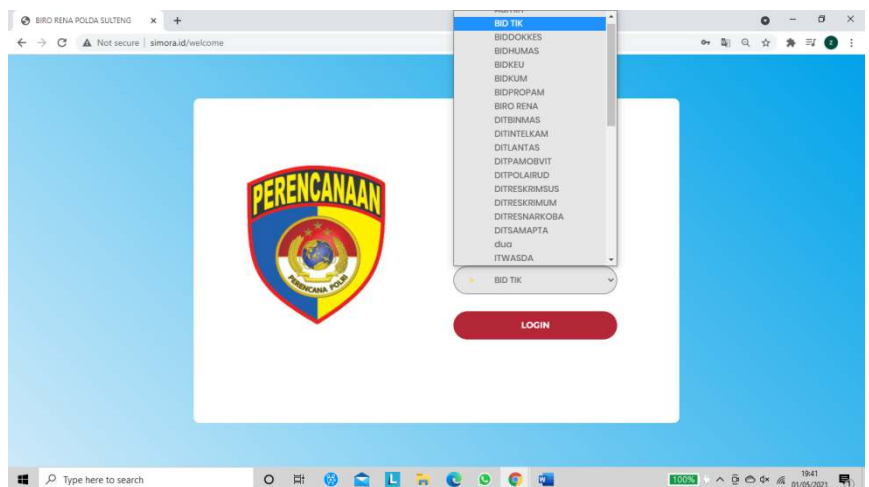 BIRO RENA POLDA SULTENG
Not secure | simora.id/welcome
BID TIK
BIDDOKKES
BIDHUMAS
BIDKEU
BIDKUM
BIDPROPAM
BIRO RENA
DITBINMAS
DITINTELKAM
DITLANTAS
DITPAMOBVIT
DITPOLAIRUD
DITRESKRIMSUS
DITRESKRIMUM
DITRESNARKOBA
DITSAMAPTA
dua
ITWASDA
PERENCANAAN
PERENCANA POLRI
BID TIK
LOGIN
Type here to search
100%
19:41
01/05/2021